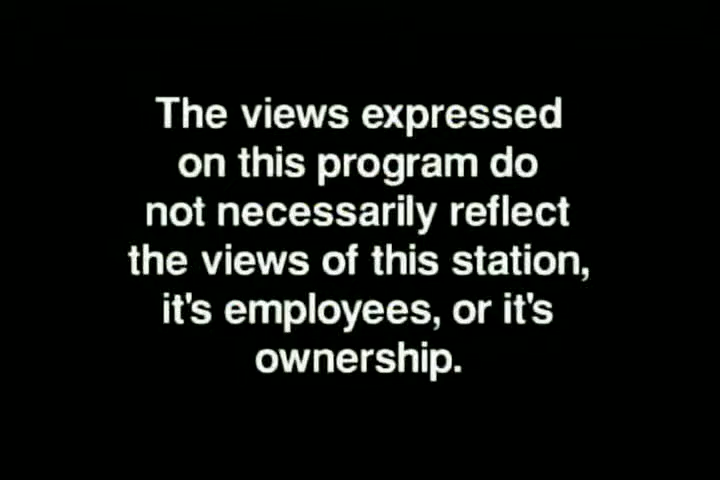 The views expressed
on this program do
not necessarily reflect
the views of this station,
it's employees, or it's
ownership.